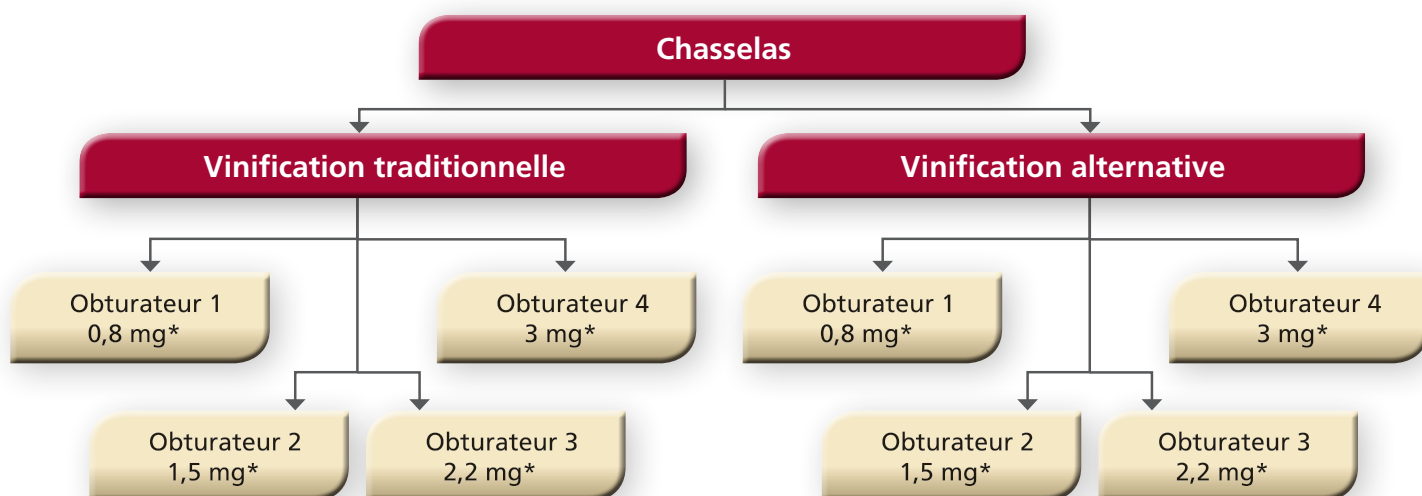 Chasselas
Vinification traditionnelle
Vinification alternative
Obturateur 1
0,8 mg*
Obturateur 4
3 mg*
Obturateur 1
0,8 mg*
Obturateur 4
3 mg*
Obturateur 2
1,5 mg*
Obturateur 3
2,2 mg*
Obturateur 2
1,5 mg*
Obturateur 3
2,2 mg*